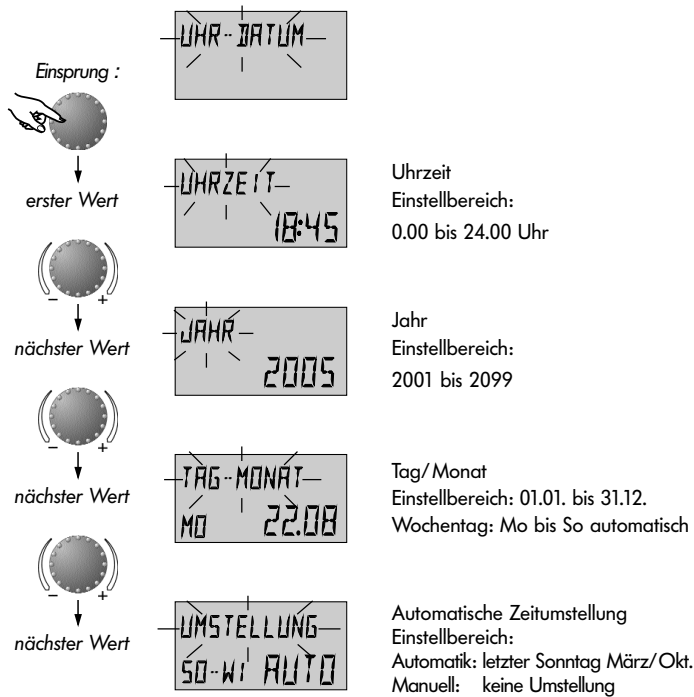 UHR-DATUM
Einsprung :
erster Wert
UHRZEIT
18:45
Uhrzeit
Einstellbereich:
0.00 bis 24.00 Uhr
– +
nächster Wert
JAHR
2005
Jahr
Einstellbereich:
2001 bis 2099
– +
nächster Wert
TAG-MONAT
MO 22.08
Tag/Monat
Einstellbereich: 01.01. bis 31.12.
Wochentag: Mo bis So automatisch
– +
nächster Wert
UMSTELLUNG
SO-WI AUTO
Automatische Zeitumstellung
Einstellbereich:
Automatik: letzter Sonntag März/Okt.
Manuell: keine Umstellung